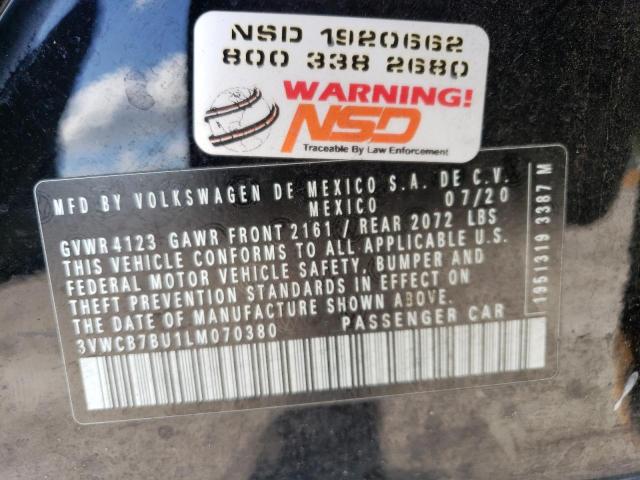 NSD 1920662
800 338 2680
WARNING!
NSD
Traceable By Law Enforcement
MFD BY VOLKSWAGEN DE MEXICO S.A. DE C.V.
MEXICO 07/20
GVWR 4123 GAWR FRONT 2161 / REAR 2072 LBS
THIS VEHICLE CONFORMS TO ALL APPLICABLE U.S.
FEDERAL MOTOR VEHICLE SAFETY, BUMPER AND
THEFT PREVENTION STANDARDS IN EFFECT ON
THE DATE OF MANUFACTURE SHOWN ABOVE.
3VWCB7BU1LM070380 PASSENGER CAR
1951319 3387 M